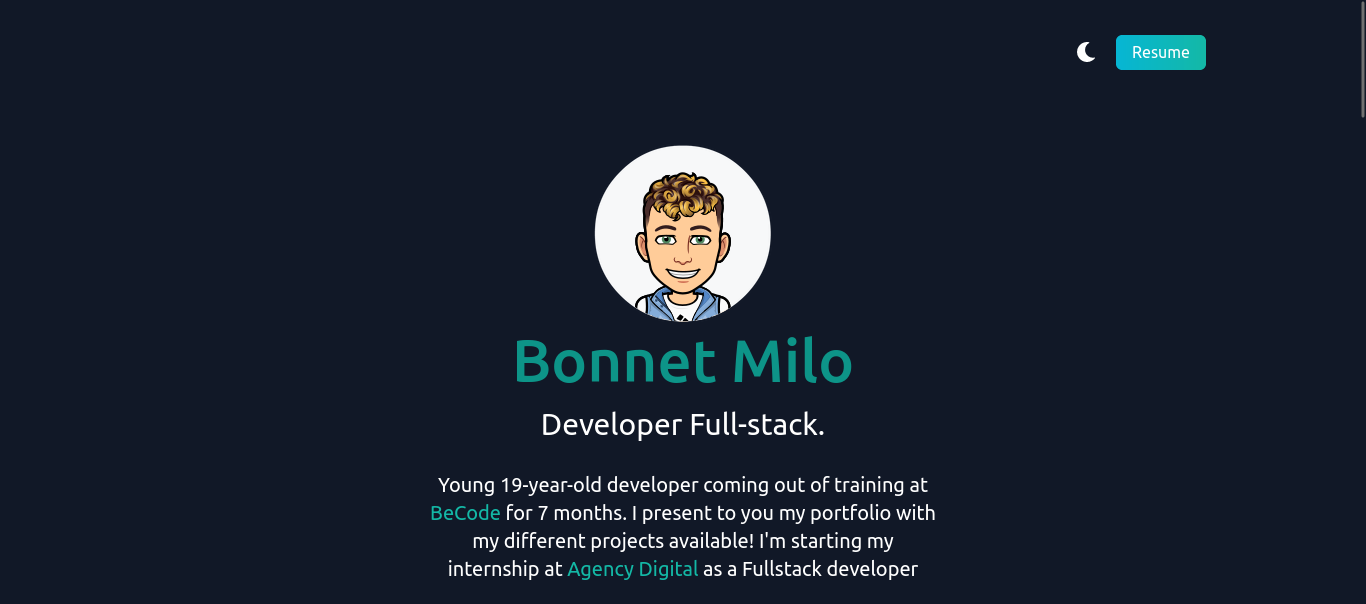 Resume
Bonnet Milo
Developer Full-stack.
Young 19-year-old developer coming out of training at
BeCode for 7 months. I present to you my portfolio with
my different projects available! I'm starting my
internship at Agency Digital as a Fullstack developer